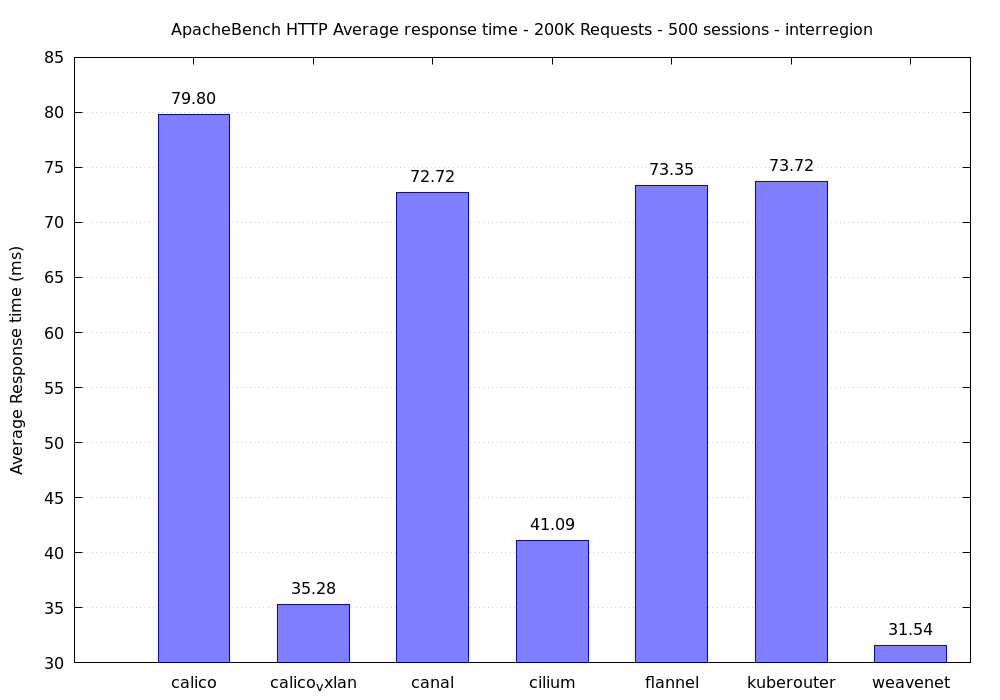 ApacheBench HTTP Average response time - 200K Requests - 500 sessions - interregion
Average Response time (ms)
85
80
75
70
65
60
55
50
45
40
35
30
79.80
35.28
72.72
41.09
73.35
73.72
31.54
calico
calicoᵥxlan
canal
cilium
flannel
kuberouter
weavenet